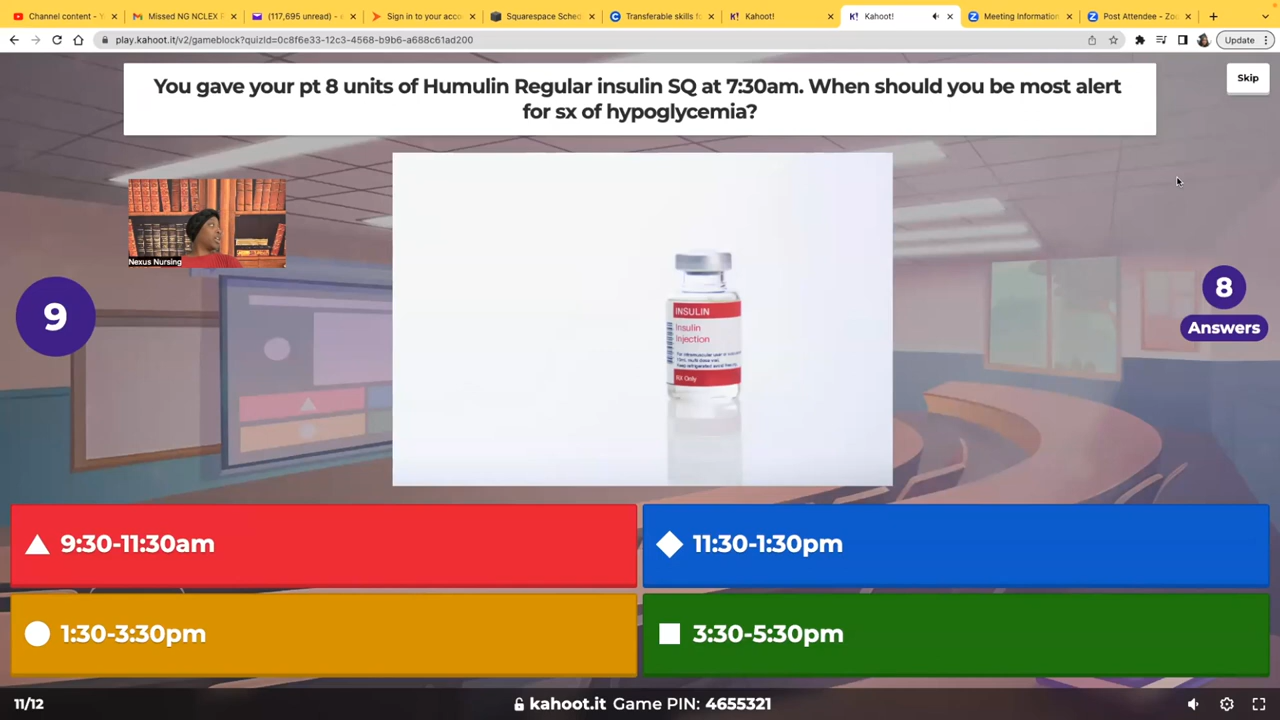 Channel content - Y
Missed NG NCLEX F
(117,695 unread) - e
Sign in to your acco
Squarespace Sched
Transferable skills fo
Kahoot!
Kahoot!
Meeting Information
Post Attendee - Zoo
play.kahoot.it/v2/gameblock?quizId=0c8f6e33-12c3-4568-b9b6-a688c61ad200
Update
You gave your pt 8 units of Humulin Regular insulin SQ at 7:30am. When should you be most alert
for sx of hypoglycemia?
Skip
Nexus Nursing
9
INSULIN
Insulin
Injection
Rx Only
8
Answers
9:30-11:30am
11:30-1:30pm
1:30-3:30pm
3:30-5:30pm
11/12
kahoot.it Game PIN: 4655321